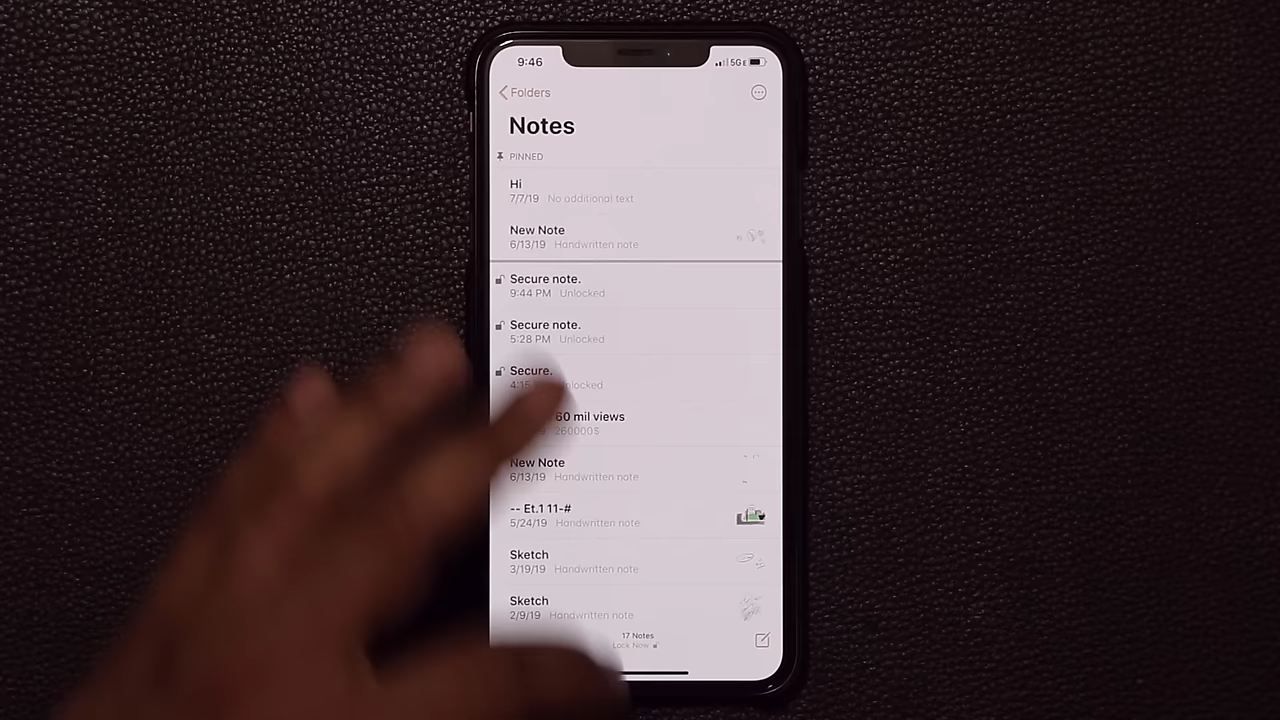 9:46
5GE
Folders
Notes
PINNED
Hi
7/7/19 No additional text
New Note
6/13/19 Handwritten note
Secure note.
9:44 PM Unlocked
Secure note.
5:28 PM Unlocked
Secure.
60 mil views
260000$
New Note
6/13/19 Handwritten note
-- Et.1 11-#
5/24/19 Handwritten note
Sketch
3/19/19 Handwritten note
Sketch
2/9/19 Handwritten note
17 Notes
Lock Now